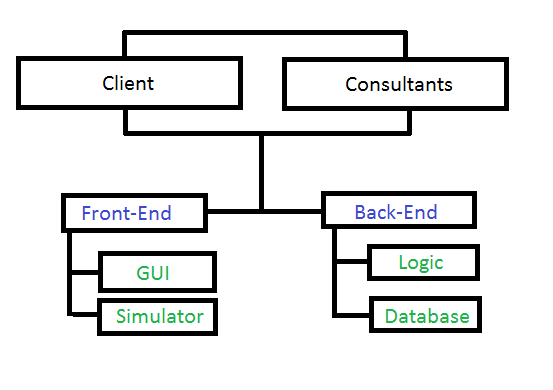 Client
Consultants
Front-End
Back-End
GUI
Logic
Simulator
Database